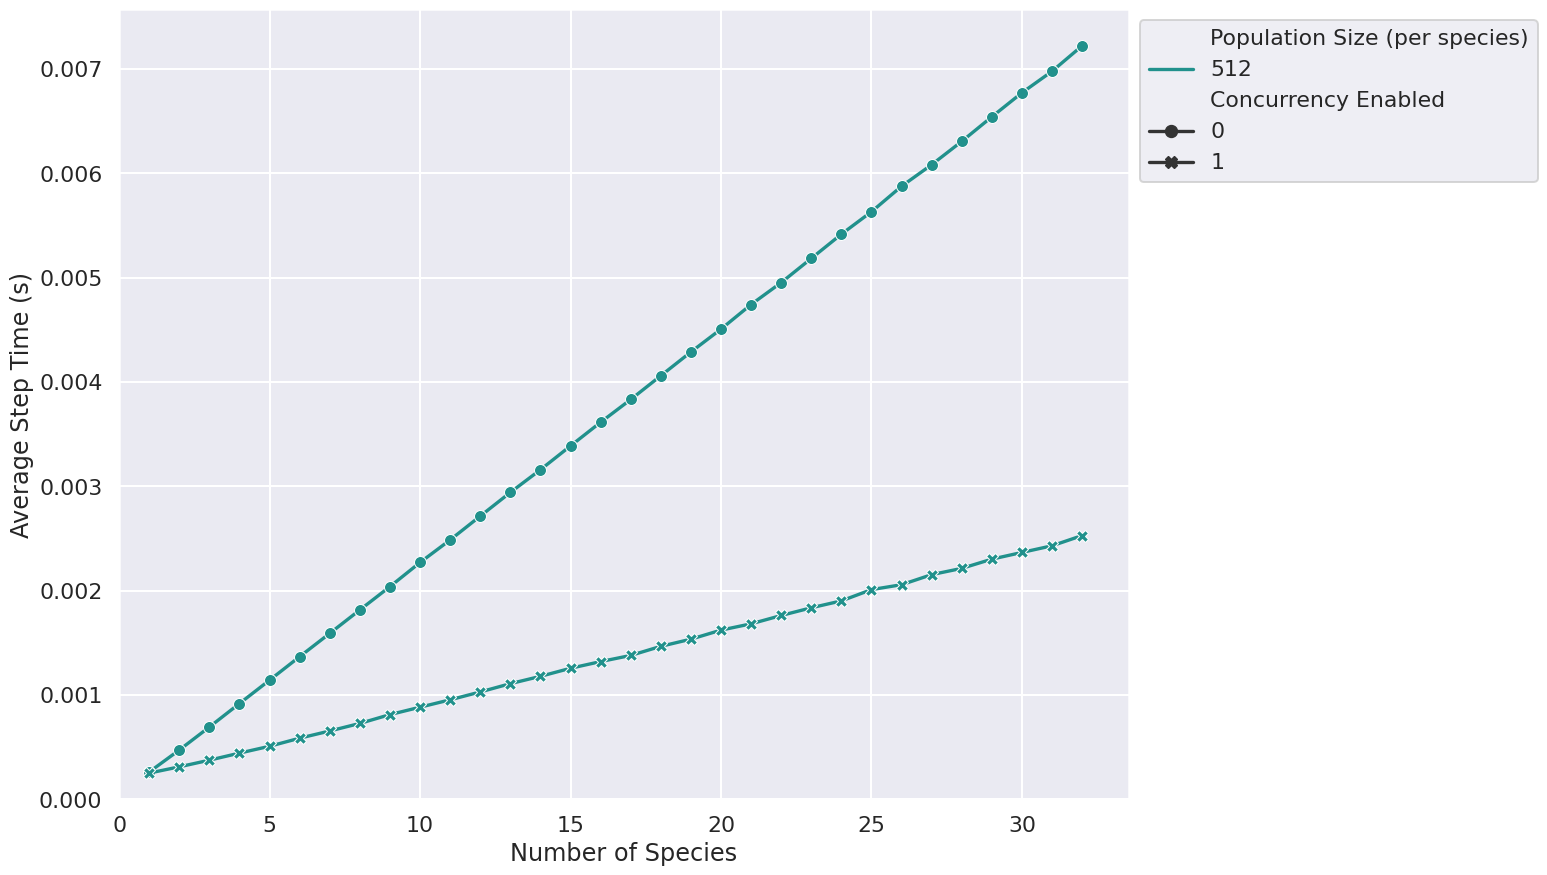 0.007
0.006
0.005
0.004
0.003
0.002
0.001
0.000
Average Step Time (s)
0 5 10 15 20 25 30
Number of Species
Population Size (per species)
512
Concurrency Enabled
0
1